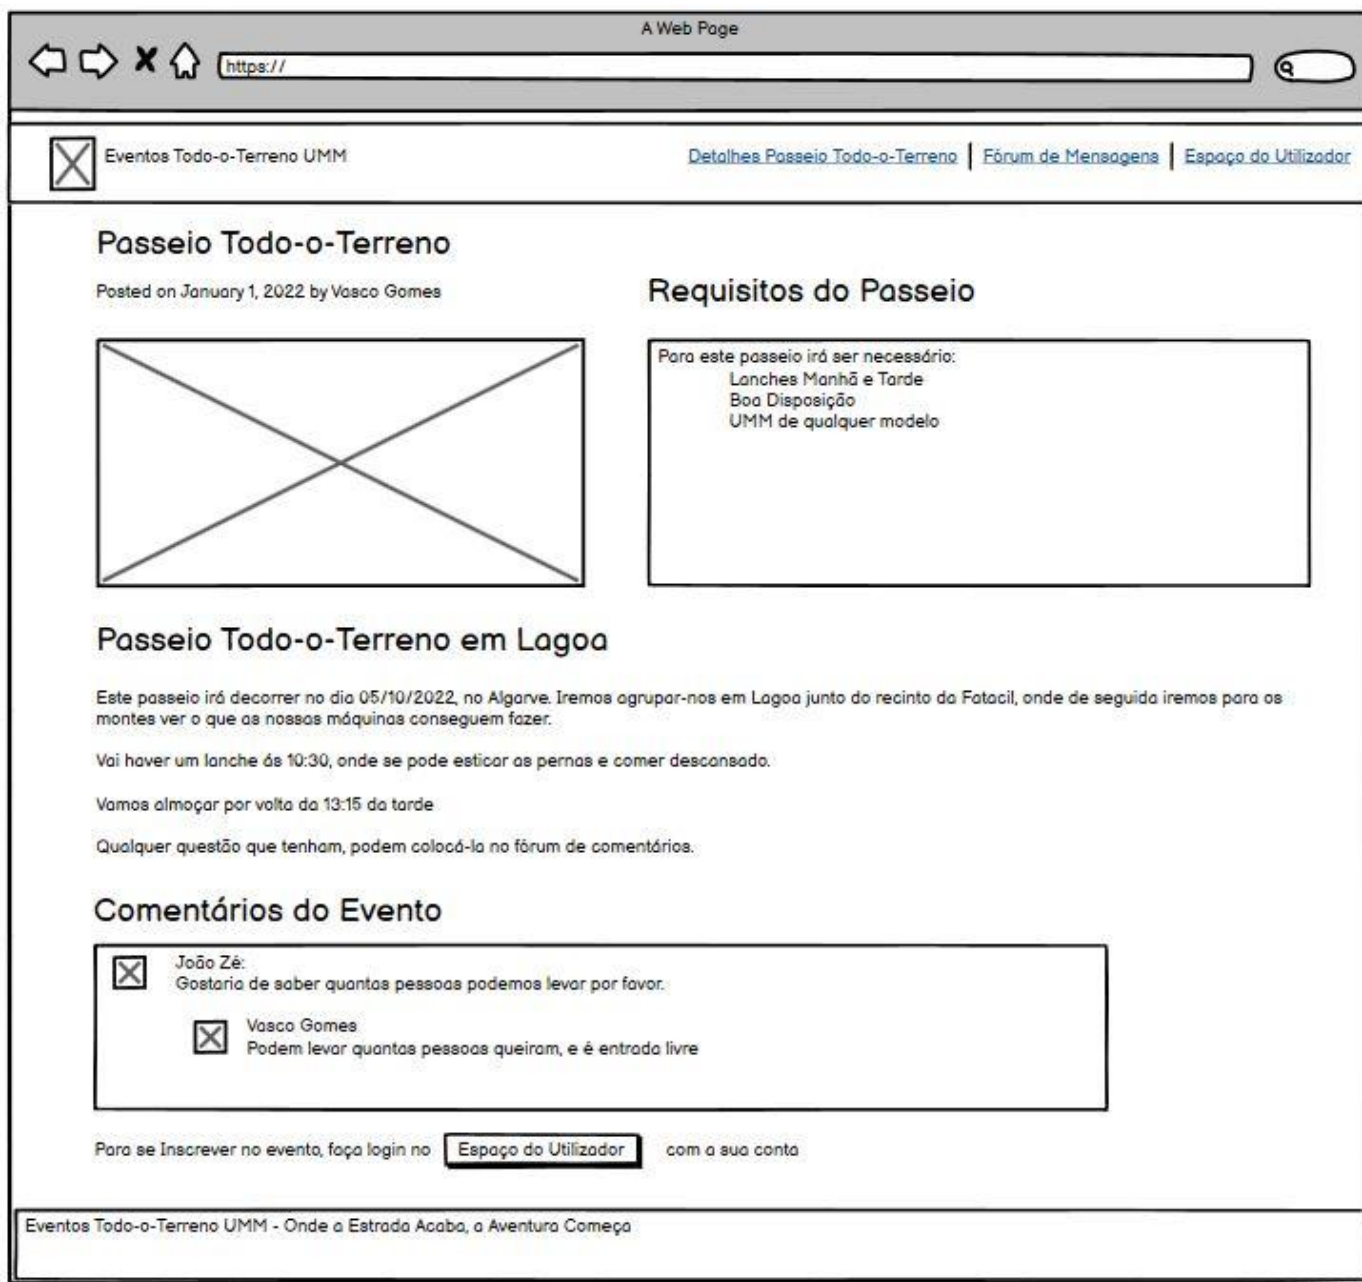 A Web Page
https://
Eventos Todo-o-Terreno UMM
Detalhes Passeio Todo-o-Terreno
Fórum de Mensagens
Espaço do Utilizador
Passeio Todo-o-Terreno
Posted on January 1, 2022 by Vasco Gomes
Requisitos do Passeio
Para este passeio irá ser necessário:
Lanches Manhã e Tarde
Boa Disposição
UMM de qualquer modelo
Passeio Todo-o-Terreno em Lagoa
Este passeio irá decorrer no dia 05/10/2022, no Algarve. Iremos agrupar-nos em Lagoa junto do recinto da Fatacil, onde de seguida iremos para os
montes ver o que as nossas máquinas conseguem fazer.
Vai haver um lanche ás 10:30, onde se pode esticar as pernas e comer descansado.
Vamos almoçar por volta da 13:15 da tarde
Qualquer questão que tenham, podem colocá-la no fórum de comentários.
Comentários do Evento
João Zé:
Gostaria de saber quantas pessoas podemos levar por favor.
Vasco Gomes
Podem levar quantas pessoas queiram, e é entrada livre
Para se Inscrever no evento, faça login no Espaço do Utilizador com a sua conta
Eventos Todo-o-Terreno UMM - Onde a Estrada Acaba, a Aventura Começa